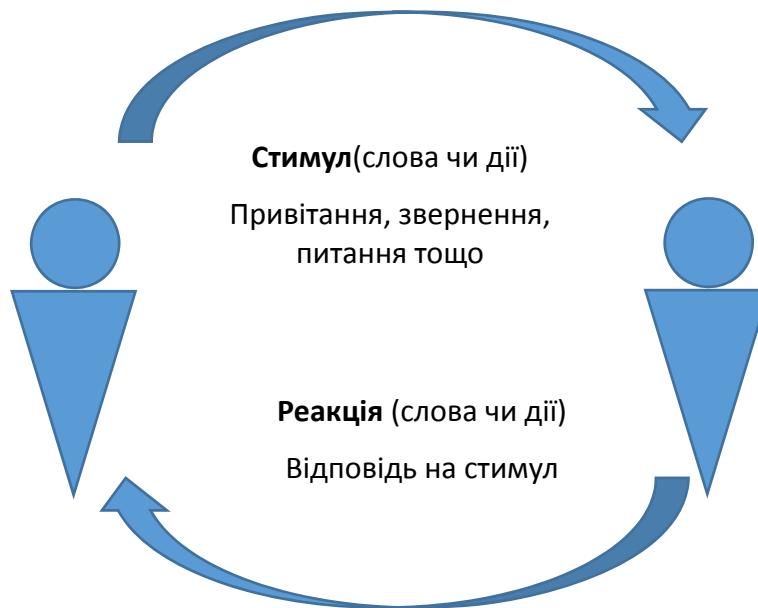 Стимул(слова чи дії)
Привітання, звернення,
питання тощо
Реакція (слова чи дії)
Відповідь на стимул